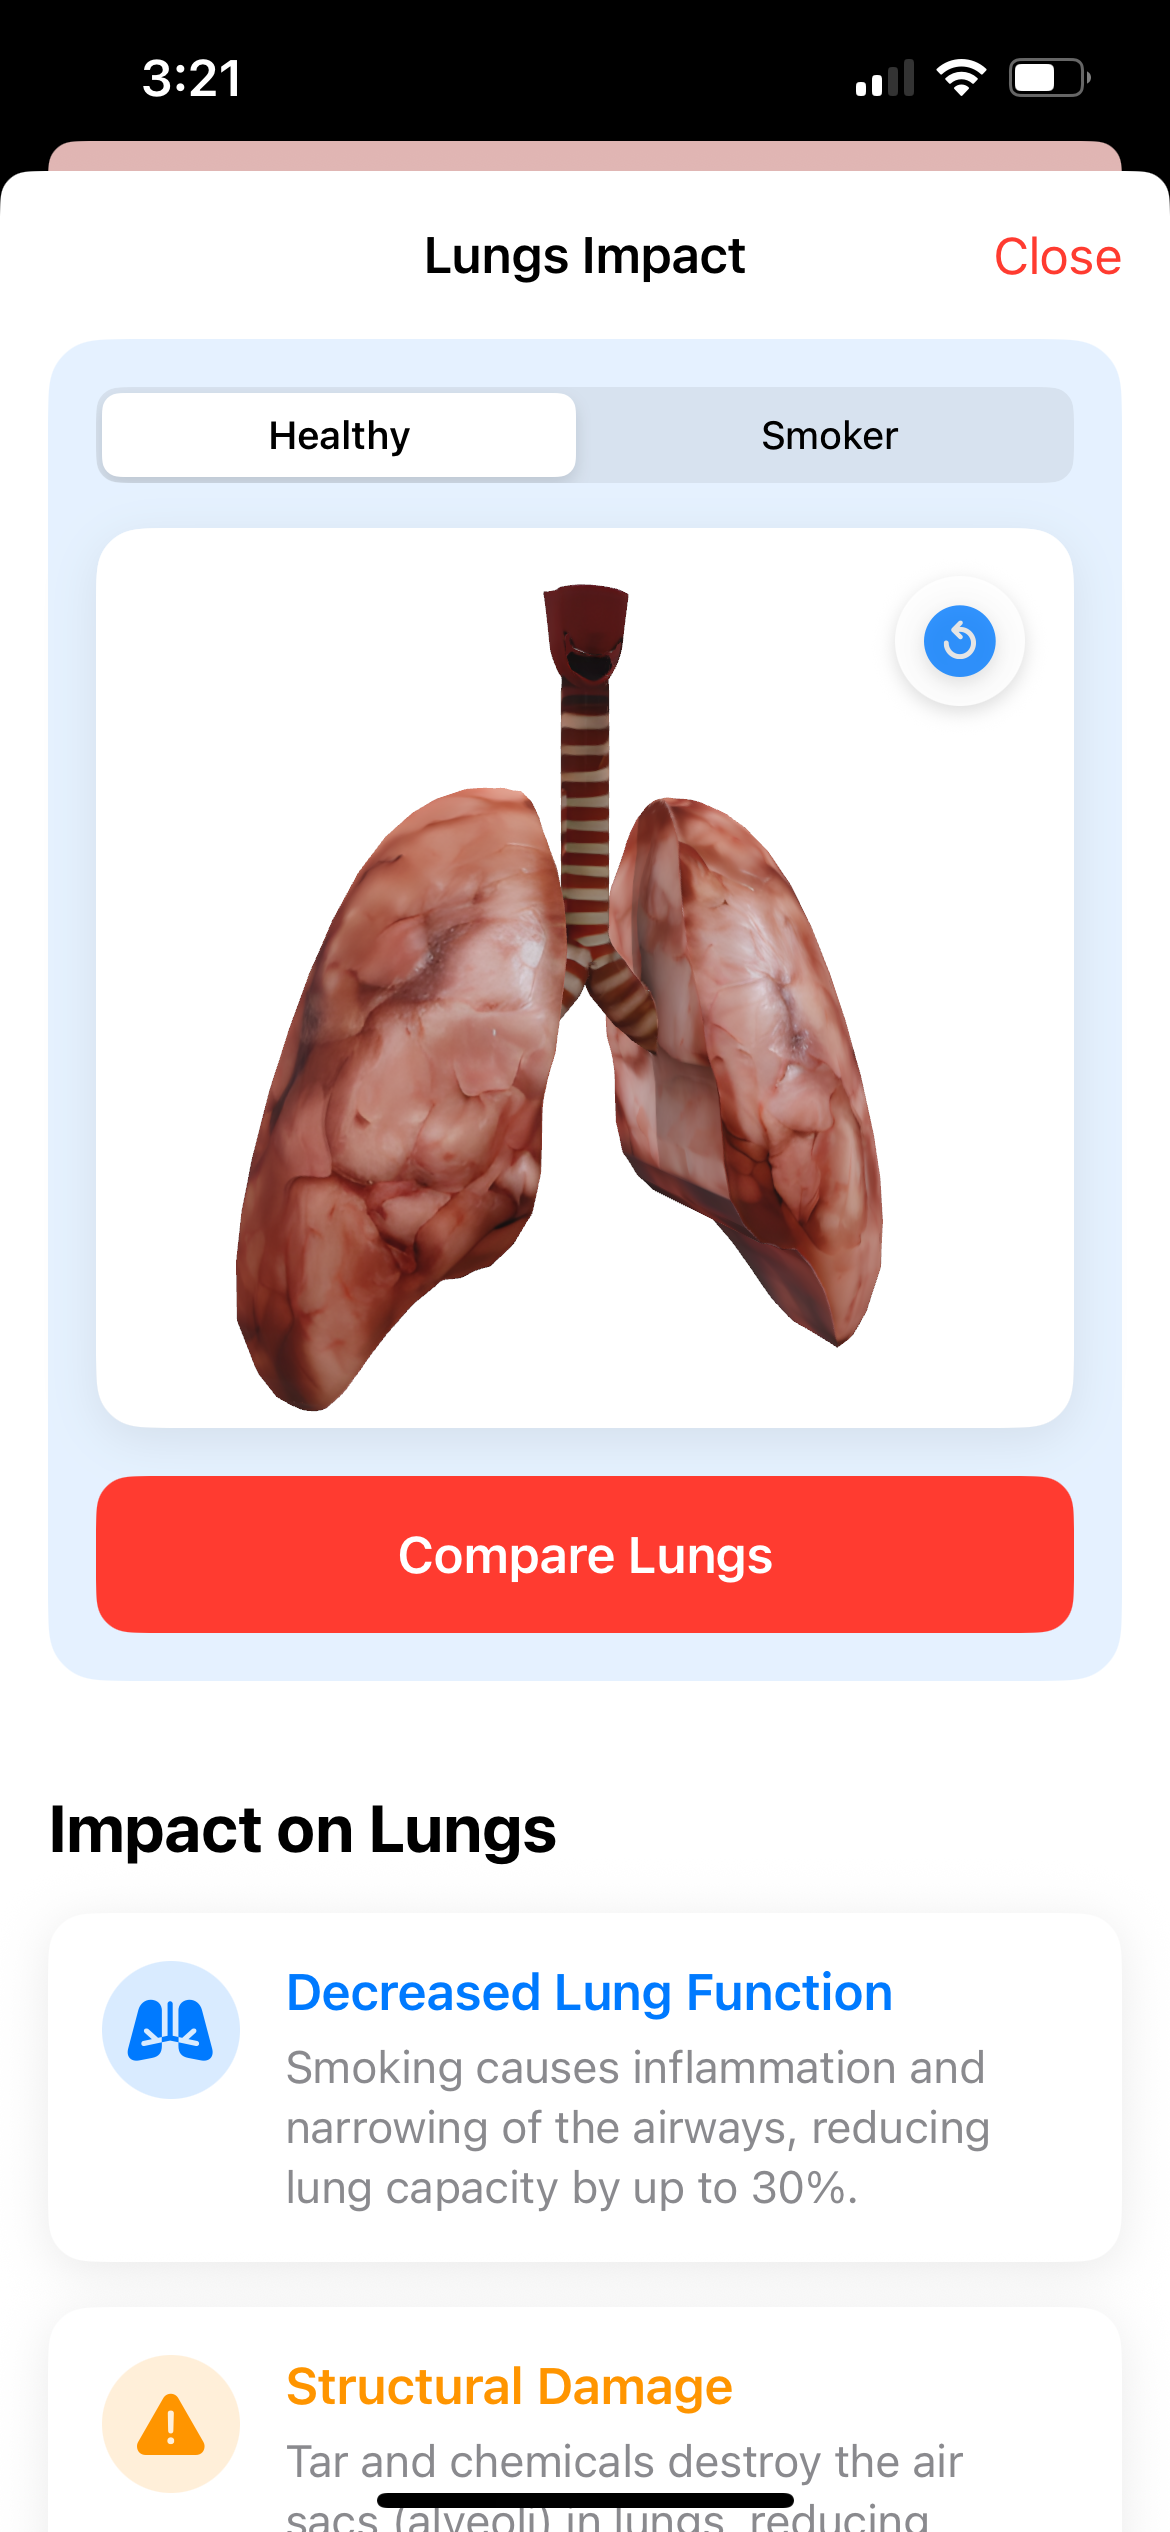 3:21
Lungs Impact
Close
Healthy
Smoker
Compare Lungs
Impact on Lungs
Decreased Lung Function
Smoking causes inflammation and
narrowing of the airways, reducing
lung capacity by up to 30%.
Structural Damage
Tar and chemicals destroy the air
sacs (alveoli) in lungs, reducing